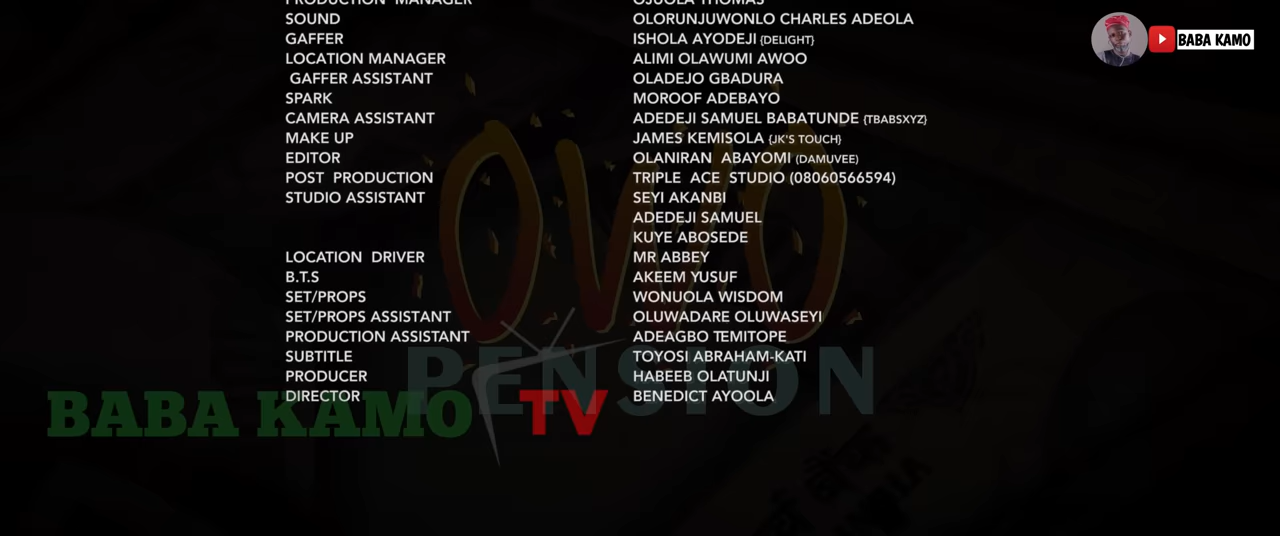 PRODUCTION MANAGER OJUOLA THOMAS
SOUND OLORUNJUWONLO CHARLES ADEOLA
GAFFER ISHOLA AYODEJI {DELIGHT}
LOCATION MANAGER ALIMI OLAWUMI AWOO
GAFFER ASSISTANT OLADEJO GBADURA
SPARK MOROOF ADEBAYO
CAMERA ASSISTANT ADEDEJI SAMUEL BABATUNDE {TBABSXYZ}
MAKE UP JAMES KEMISOLA {JK'S TOUCH}
EDITOR OLANIRAN ABAYOMI (DAMUVEE)
POST PRODUCTION TRIPLE ACE STUDIO (08060566594)
STUDIO ASSISTANT SEYI AKANBI
ADEDEJI SAMUEL
KUYE ABOSEDE
LOCATION DRIVER MR ABBEY
B.T.S AKEEM YUSUF
SET/PROPS WONUOLA WISDOM
SET/PROPS ASSISTANT OLUWADARE OLUWASEYI
PRODUCTION ASSISTANT ADEAGBO TEMITOPE
SUBTITLE TOYOSI ABRAHAM-KATI
PRODUCER HABEEB OLATUNJI
DIRECTOR BENEDICT AYOOLA
BABA KAMO
OWO
PENSION
BABA KAMO TV